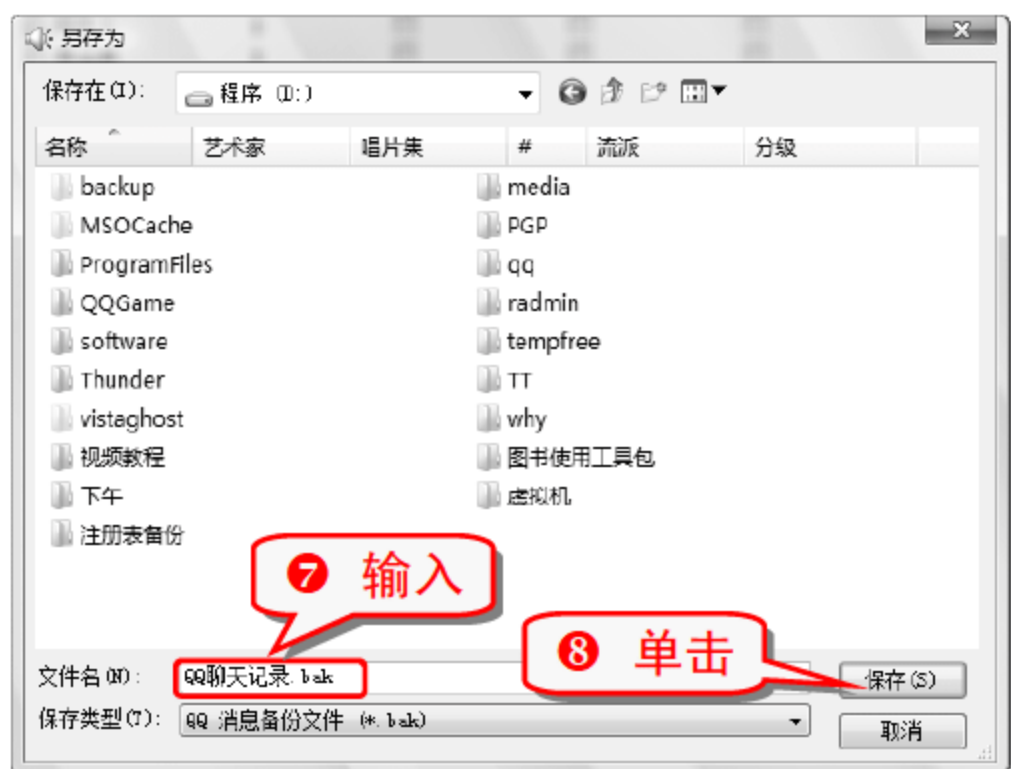 另存为
保存在(I): 程序 (D:)
名称 艺术家 唱片集 # 流派 分级
backup media
MSOCache PGP
ProgramFiles qq
QQGame radmin
software tempfree
Thunder TT
vistaghost why
视频教程 图书使用工具包
下午 虚拟机
注册表备份
❼ 输入
❽ 单击
文件名(N): QQ聊天记录.bak 保存(S)
保存类型(T): QQ 消息备份文件 (*.bak) 取消